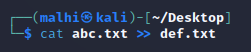 ┌──(malhi㉿kali)-[~/Desktop]
└─$ cat abc.txt >> def.txt